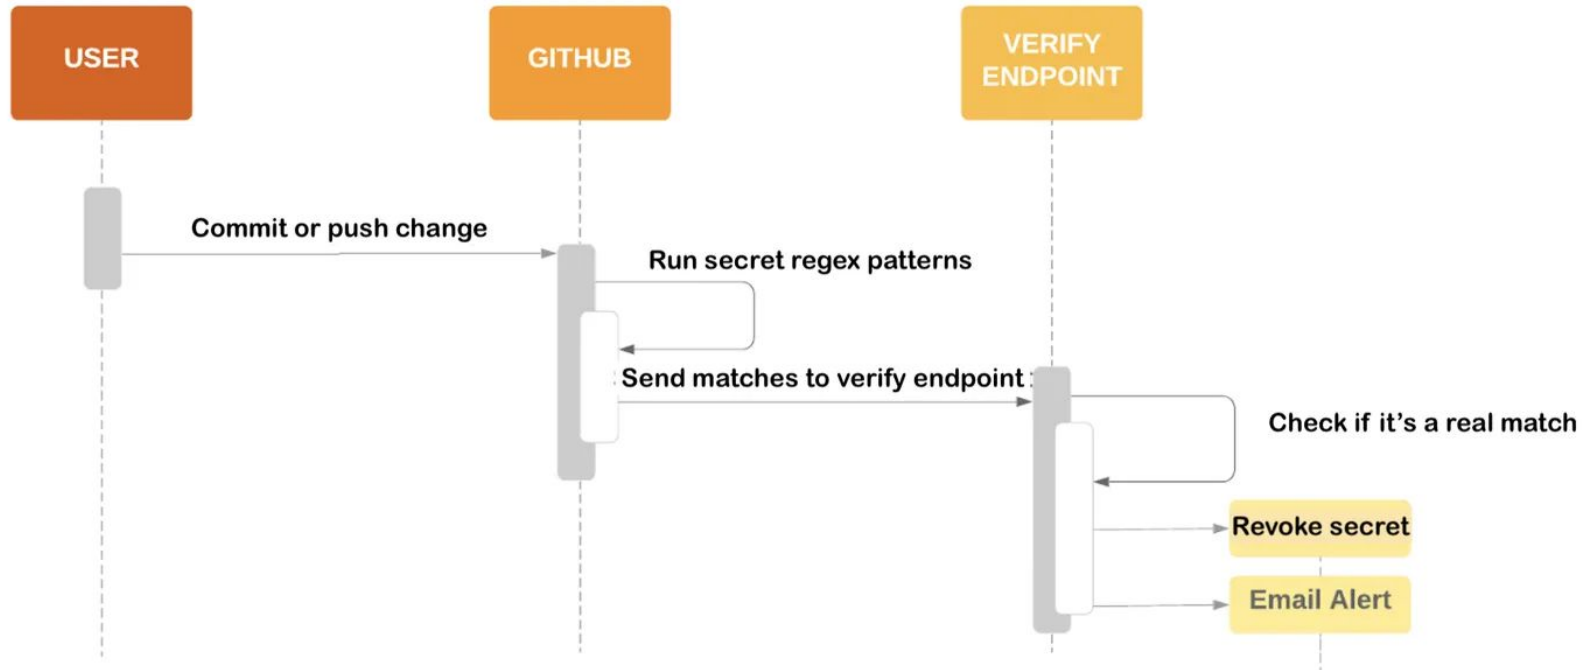 USER
GITHUB
VERIFY
ENDPOINT
Commit or push change
Run secret regex patterns
Send matches to verify endpoint
Check if it’s a real match
Revoke secret
Email Alert